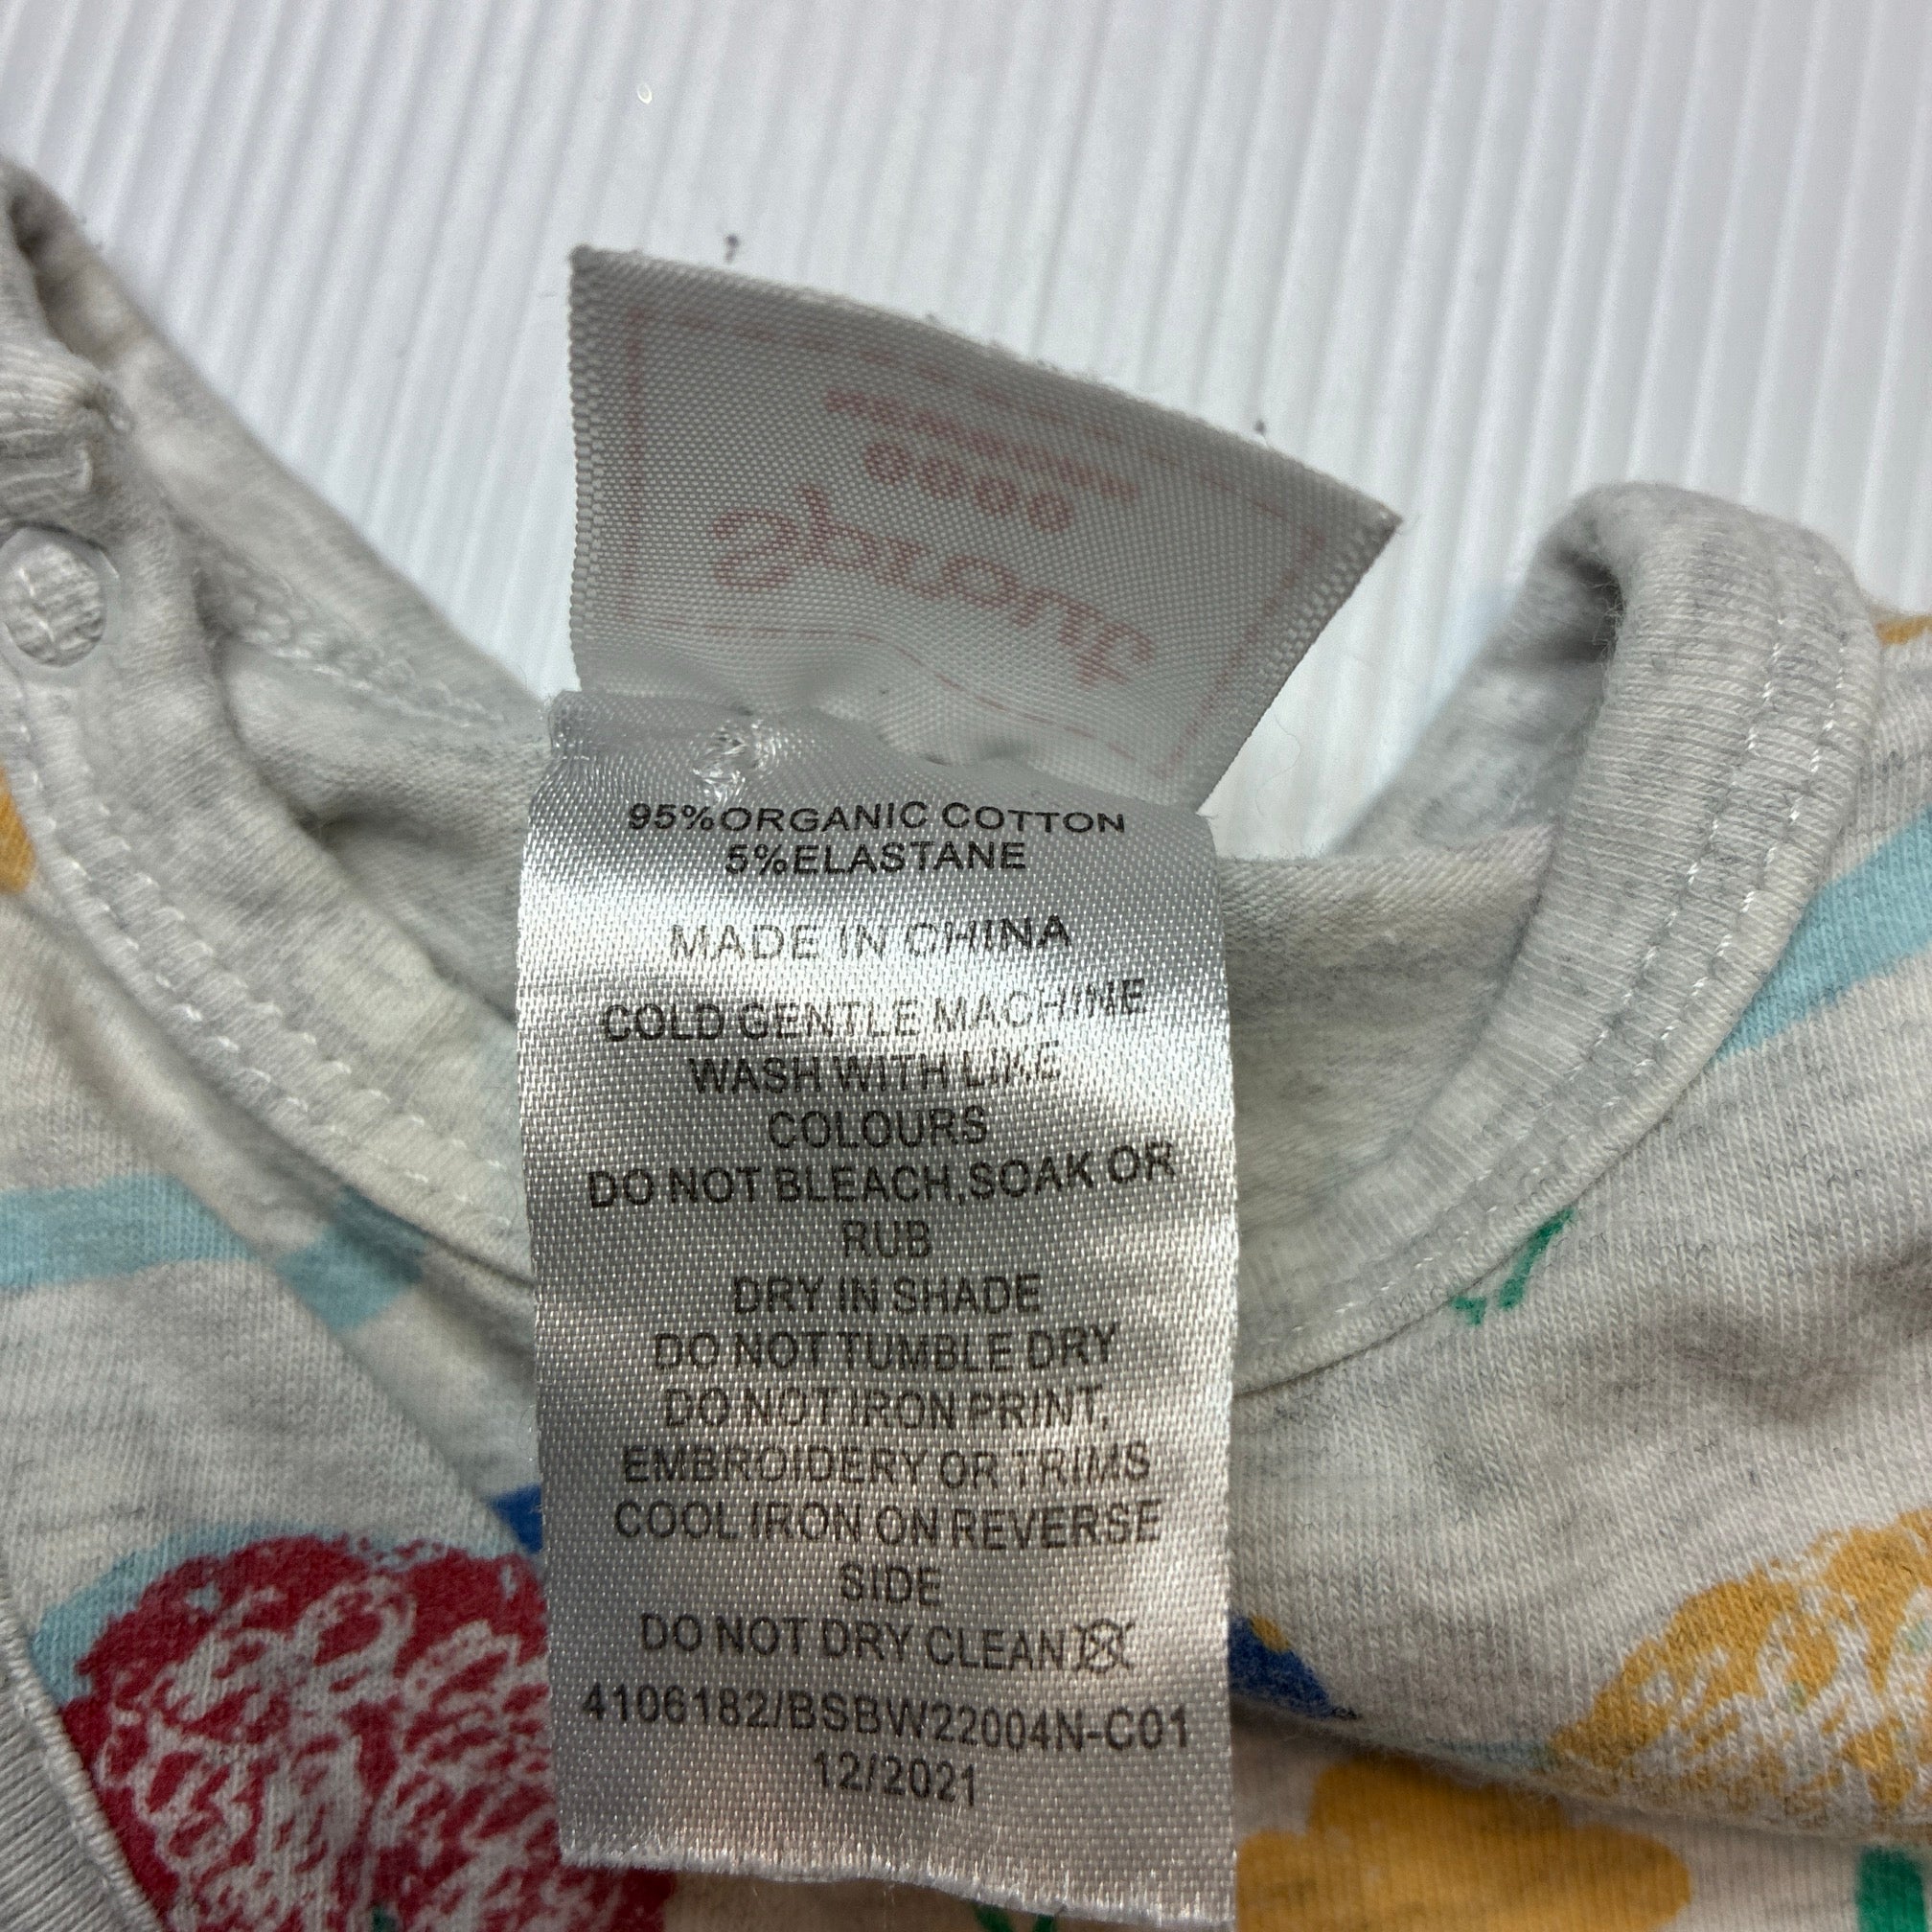 0000
95%ORGANIC COTTON
5%ELASTANE
MADE IN CHINA
COLD GENTLE MACHINE
WASH WITH LIKE
COLOURS
DO NOT BLEACH,SOAK OR
RUB
DRY IN SHADE
DO NOT TUMBLE DRY
DO NOT IRON PRINT,
EMBROIDERY OR TRIMS
COOL IRON ON REVERSE
SIDE
DO NOT DRY CLEAN
4106182/BSBW22004N-C01
12/2021